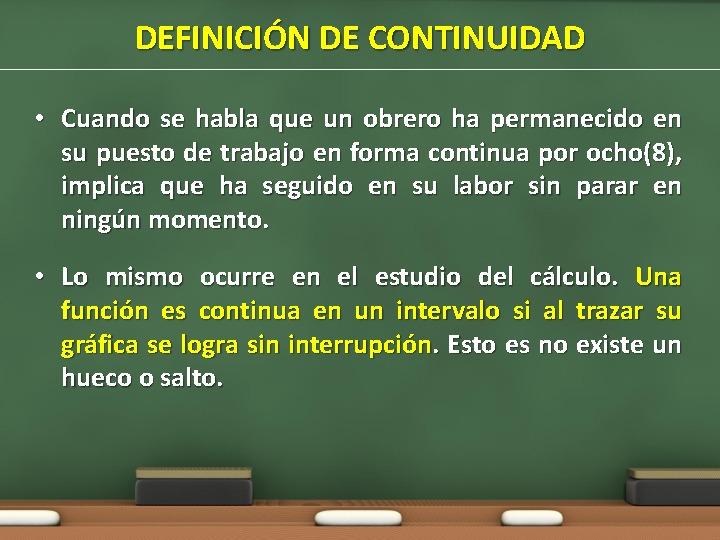 DEFINICIÓN DE CONTINUIDAD
• Cuando se habla que un obrero ha permanecido en
su puesto de trabajo en forma continua por ocho(8),
implica que ha seguido en su labor sin parar en
ningún momento.
• Lo mismo ocurre en el estudio del cálculo. Una
función es continua en un intervalo si al trazar su
gráfica se logra sin interrupción. Esto es no existe un
hueco o salto.